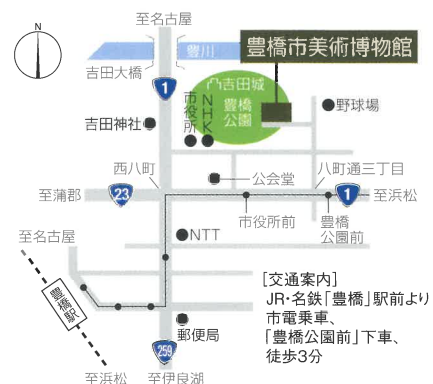 至名古屋
N
豊川
豊橋市美術博物館
吉田大橋
1
凸吉田城
豊橋
公園
市役所
NHK
野球場
吉田神社
西八町
公会堂
八町通三丁目
至蒲郡
23
1
至浜松
市役所前
豊橋
公園前
至名古屋
NTT
豊橋駅
[交通案内]
JR・名鉄「豊橋」駅前より
市電乗車、
「豊橋公園前」下車、
徒歩3分
郵便局
259
至浜松
至伊良湖